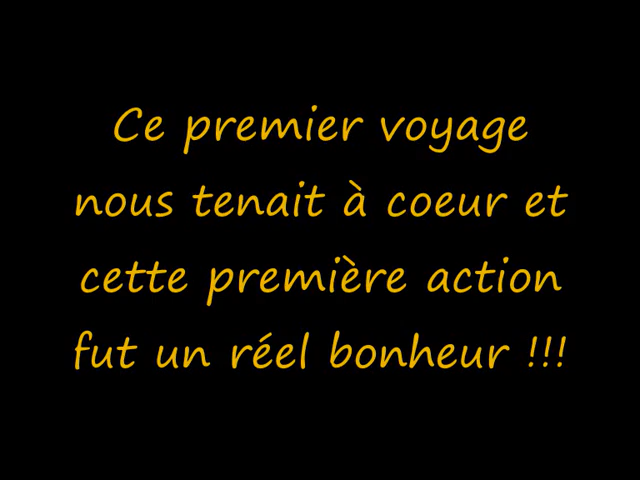 Ce premier voyage
nous tenait à coeur et
cette première action
fut un réel bonheur !!!